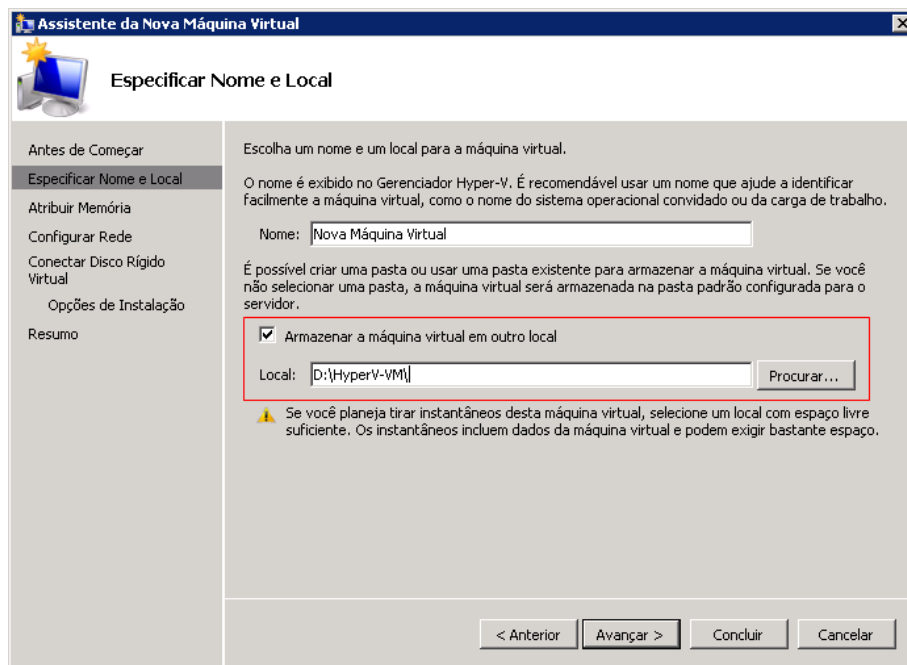 Assistente da Nova Máquina Virtual
Especificar Nome e Local
Antes de Começar
Especificar Nome e Local
Atribuir Memória
Configurar Rede
Conectar Disco Rígido
Virtual
Opções de Instalação
Resumo
Escolha um nome e um local para a máquina virtual.
O nome é exibido no Gerenciador Hyper-V. É recomendável usar um nome que ajude a identificar
facilmente a máquina virtual, como o nome do sistema operacional convidado ou da carga de trabalho.
Nome: Nova Máquina Virtual
É possível criar uma pasta ou usar uma pasta existente para armazenar a máquina virtual. Se você
não selecionar uma pasta, a máquina virtual será armazenada na pasta padrão configurada para o
servidor.
Armazenar a máquina virtual em outro local
Local: D:\HyperV-VM\ Procurar...
Se você planeja tirar instantâneos desta máquina virtual, selecione um local com espaço livre
suficiente. Os instantâneos incluem dados da máquina virtual e podem exigir bastante espaço.
< Anterior Avançar > Concluir Cancelar